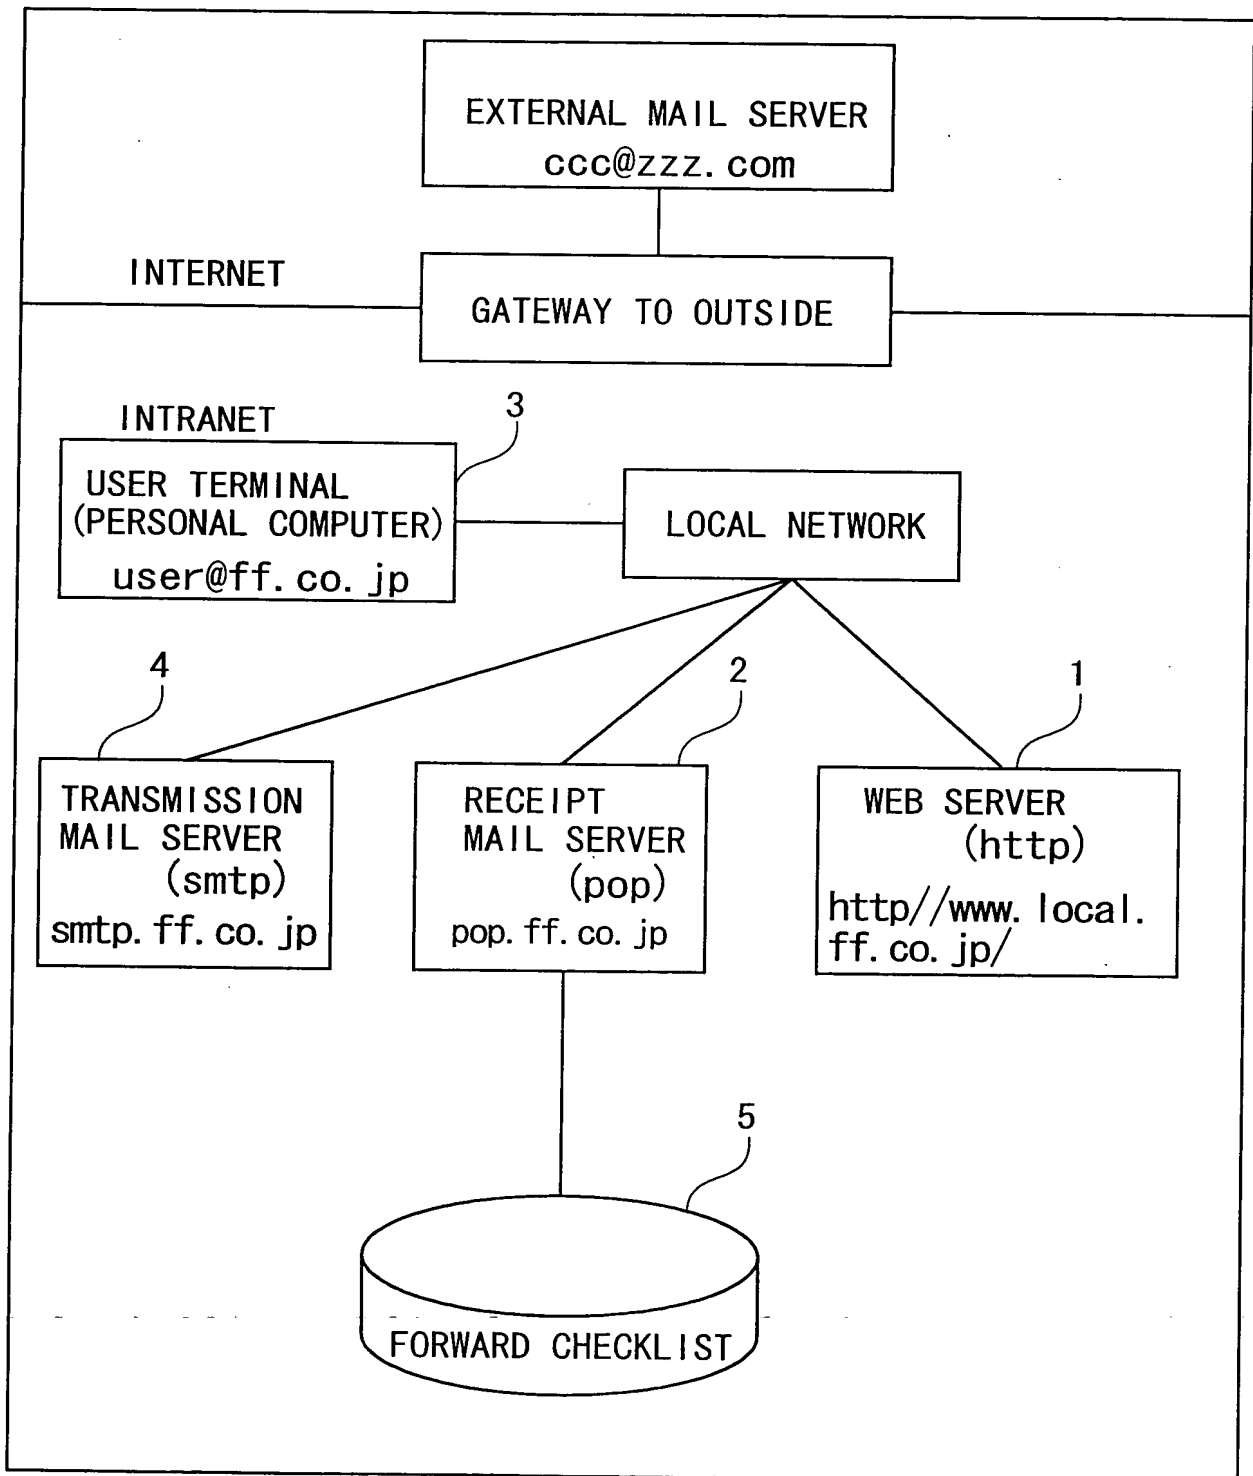 EXTERNAL MAIL SERVER
ccc@zzz.com
INTERNET
GATEWAY TO OUTSIDE
INTRANET
3
USER TERMINAL
(PERSONAL COMPUTER)
user@ff.co.jp
LOCAL NETWORK
4
2
1
TRANSMISSION
MAIL SERVER
(smtp)
smtp.ff.co.jp
RECEIPT
MAIL SERVER
(pop)
pop.ff.co.jp
WEB SERVER
(http)
http//www.local.
ff.co.jp/
5
FORWARD CHECKLIST